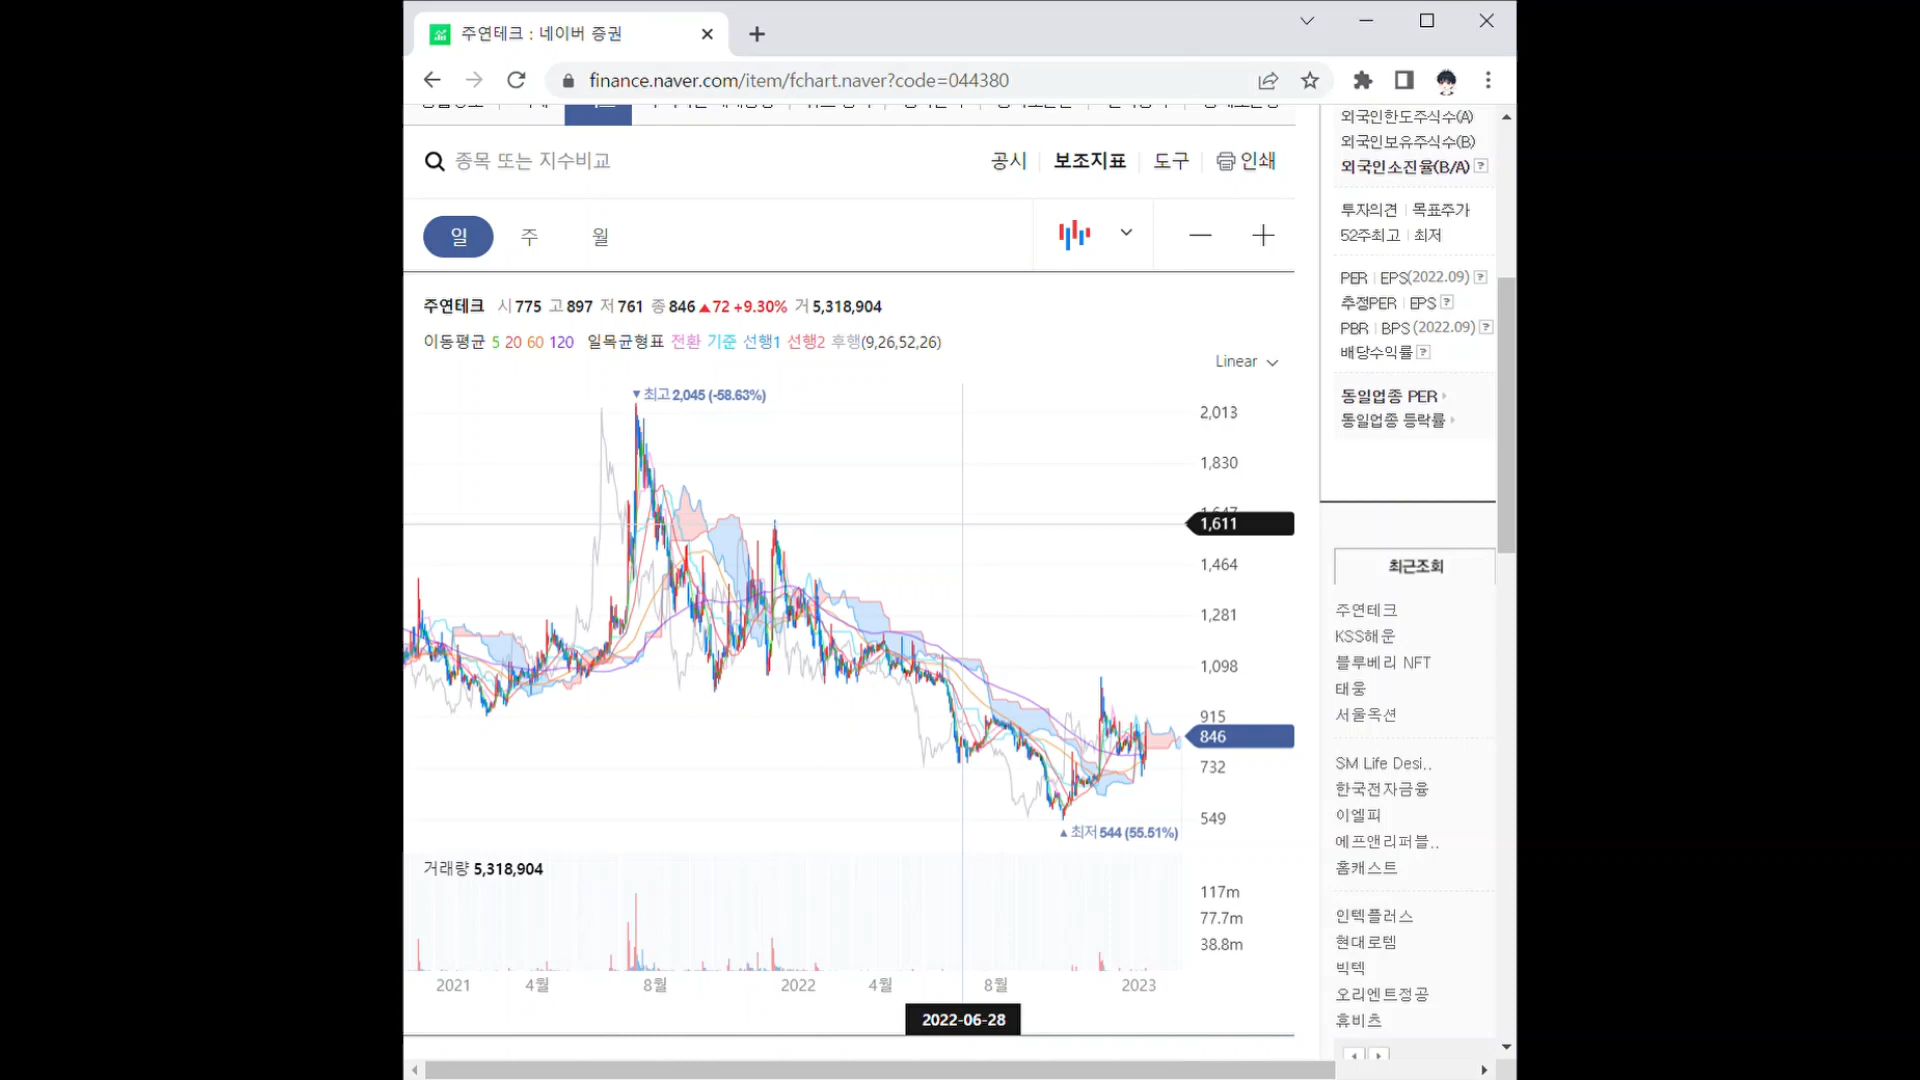 주연테크 : 네이버 증권
finance.naver.com/item/fchart.naver?code=044380
종목 또는 지수비교
공시 보조지표 도구 인쇄
일 주 월
주연테크 시 775 고 897 저 761 종 846 ▲72 +9.30% 거 5,318,904
이동평균 5 20 60 120 일목균형표 전환 기준 선행1 선행2 후행(9,26,52,26)
Linear
▼최고 2,045 (-58.63%)
2,013
1,830
1,611
1,464
1,281
1,098
915
846
732
549
▲최저 544 (55.51%)
거래량 5,318,904
117m
77.7m
38.8m
2021 4월 8월 2022 4월 8월 2023
2022-06-28
외국인한도주식수(A)
외국인보유주식수(B)
외국인소진율(B/A) ?
투자의견 | 목표주가
52주최고 | 최저
PER | EPS(2022.09) ?
추정PER | EPS ?
PBR | BPS (2022.09) ?
배당수익률 ?
동일업종 PER
동일업종 등락률
최근조회
주연테크
KSS해운
블루베리 NFT
태웅
서울옥션
SM Life Desi..
한국전자금융
이엘피
에프앤리퍼블..
홈캐스트
인텍플러스
현대로템
빅텍
오리엔트정공
휴비츠